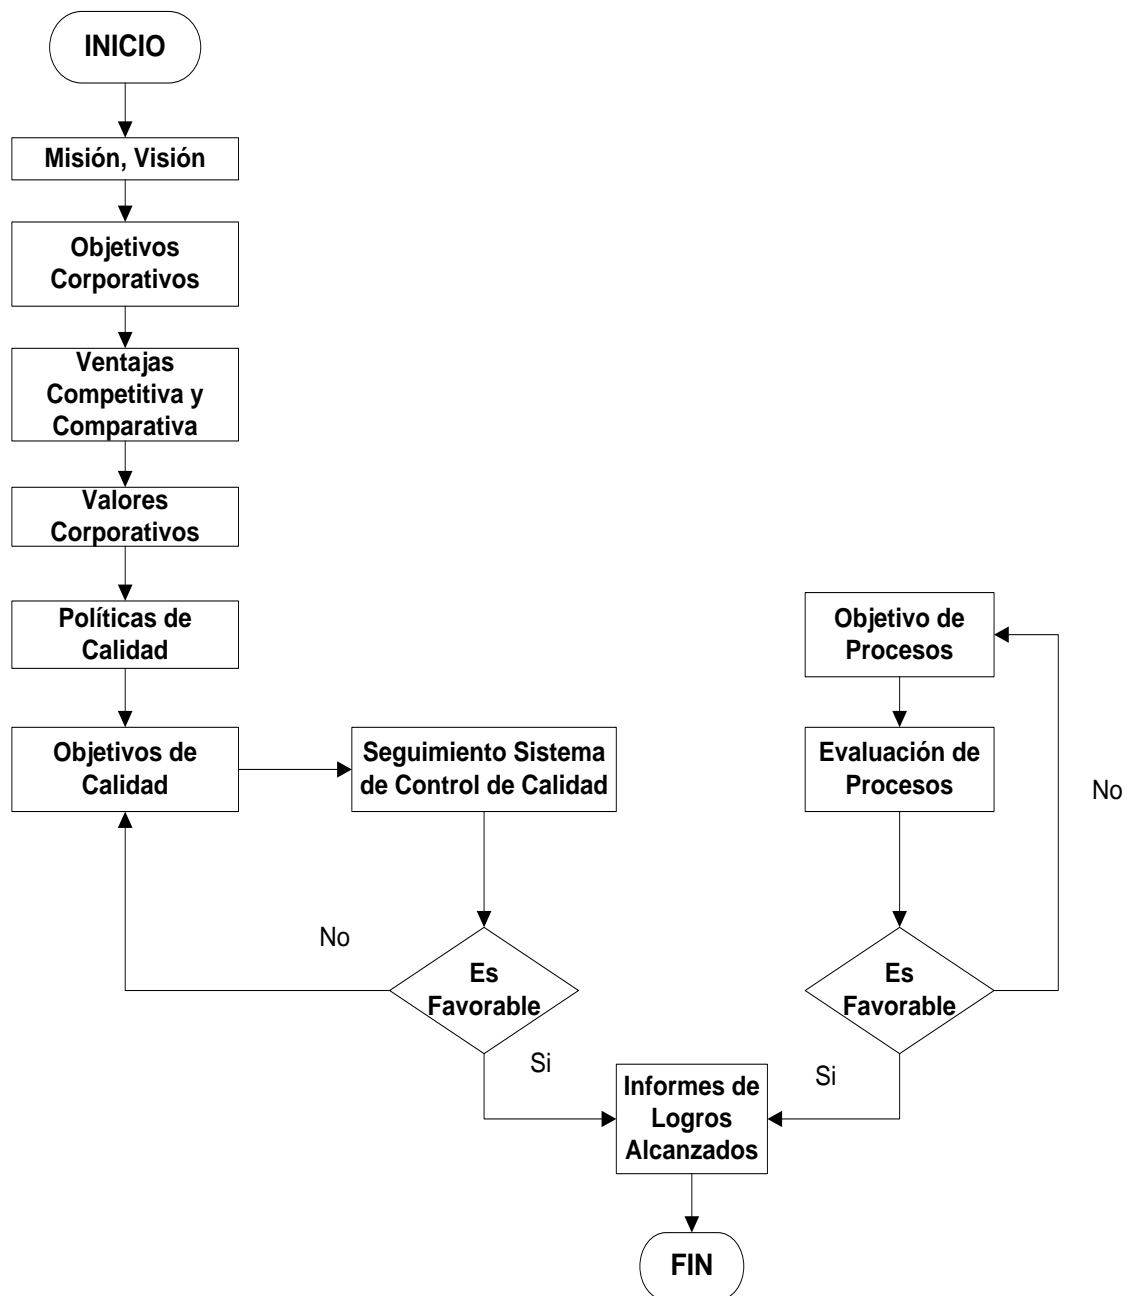 INICIO
Misión, Visión
Objetivos
Corporativos
Ventajas
Competitiva y
Comparativa
Valores
Corporativos
Políticas de
Calidad
Objetivos de
Calidad
Seguimiento Sistema
de Control de Calidad
No
Es
Favorable
Si
Objetivo de
Procesos
Evaluación de
Procesos
No
Es
Favorable
Si
Informes de
Logros
Alcanzados
FIN